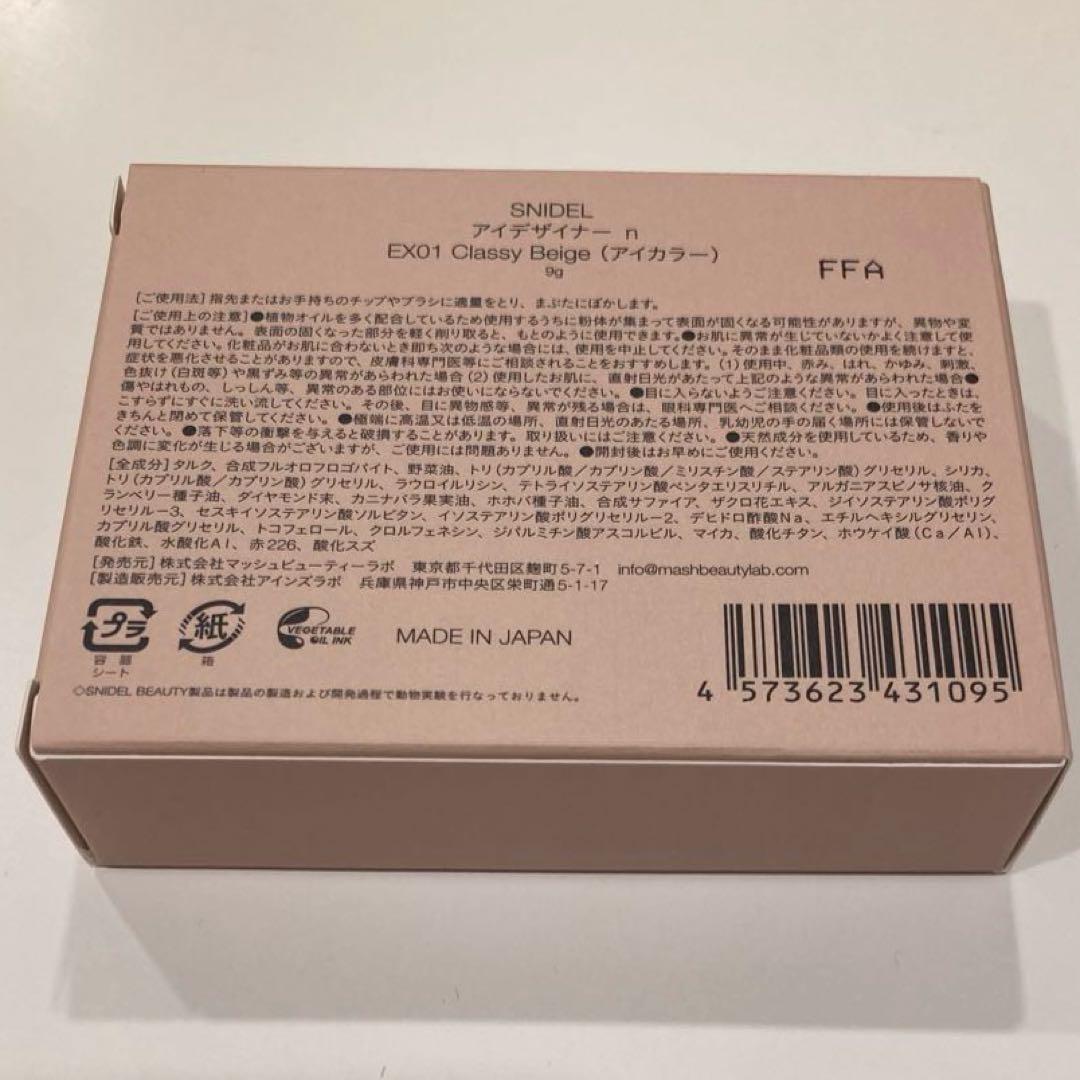 SNIDEL
アイデザイナー n
EX01 Classy Beige（アイカラー）
9g
FFA
［ご使用法］指先またはお手持ちのチップやブラシに適量をとり、まぶたにぼかします。
［ご使用上の注意］●植物オイルを多く配合しているため使用するうちに粉体が集まって表面が固くなる可能性がありますが、異物や変
質ではありません。表面の固くなった部分を軽く削り取ると、もとのように使用できます。●お肌に異常が生じていないかよく注意して使
用してください。化粧品がお肌に合わないとき即ち次のような場合には、使用を中止してください。そのまま化粧品類の使用を続けますと、
症状を悪化させることがありますので、皮膚科専門医等にご相談されることをおすすめします。(1)使用中、赤み、はれ、かゆみ、刺激、
色抜け（白斑等）や黒ずみ等の異常があらわれた場合(2)使用したお肌に、直射日光があたって上記のような異常があらわれた場合●
傷やはれもの、しっしん等、異常のある部位にはお使いにならないでください。●目に入らないようご注意ください。目に入ったときは、
こすらずにすぐに洗い流してください。その後、目に異物感等、異常が残る場合は、眼科専門医へご相談ください。●使用後はふたを
きちんと閉めて保管してください。●極端に高温又は低温の場所、直射日光のあたる場所、乳幼児の手の届く場所には保管しないで
ください。●落下等の衝撃を与えると破損することがあります。取り扱いにはご注意ください。●天然成分を使用しているため、香りや
色調に変化が生じる場合がございますが、ご使用には問題ありません。●開封後はお早めにご使用ください。
［全成分］タルク、合成フルオロフロゴパイト、野菜油、トリ（カプリル酸／カプリン酸／ミリスチン酸／ステアリン酸）グリセリル、シリカ、
トリ（カプリル酸／カプリン酸）グリセリル、ラウロイルリシン、テトライソステアリン酸ペンタエリスリチル、アルガニアスピノサ核油、ク
ランベリー種子油、ダイヤモンド末、カニナバラ果実油、ホホバ種子油、合成サファイア、ザクロ花エキス、ジイソステアリン酸ポリグ
リセリル－3、セスキイソステアリン酸ソルビタン、イソステアリン酸ポリグリセリル－2、デヒドロ酢酸Na、エチルヘキシルグリセリン、
カプリル酸グリセリル、トコフェロール、クロルフェネシン、ジパルミチン酸アスコルビル、マイカ、酸化チタン、ホウケイ酸（Ca／Al）、
酸化鉄、水酸化Al、赤226、酸化スズ
［発売元］株式会社マッシュビューティーラボ 東京都千代田区麹町5-7-1 info@mashbeautylab.com
［製造販売元］株式会社アインズラボ 兵庫県神戸市中央区栄町通5-1-17
プラ
容器
シート
紙
箱
VEGETABLE
OIL INK
MADE IN JAPAN
4 573623 431095
◇SNIDEL BEAUTY製品は製品の製造および開発過程で動物実験を行なっておりません。